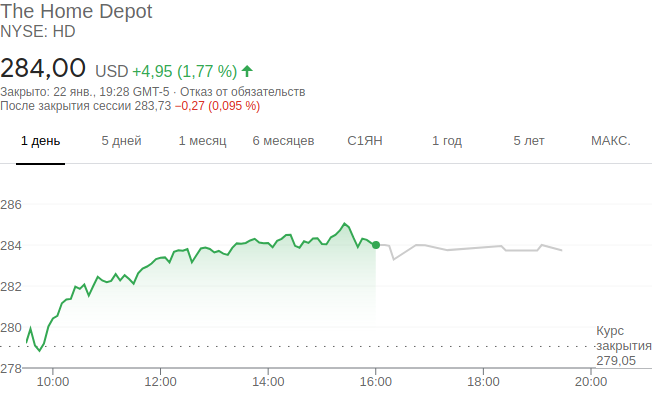 The Home Depot
NYSE: HD
284,00 USD +4,95 (1,77 %)
Закрыто: 22 янв., 19:28 GMT-5 · Отказ от обязательств
После закрытия сессии 283,73 −0,27 (0,095 %)
1 день 5 дней 1 месяц 6 месяцев С1ЯН 1 год 5 лет МАКС.
286
284
282
280
Курс
закрытия
279,05
278
10:00 12:00 14:00 16:00 18:00 20:00